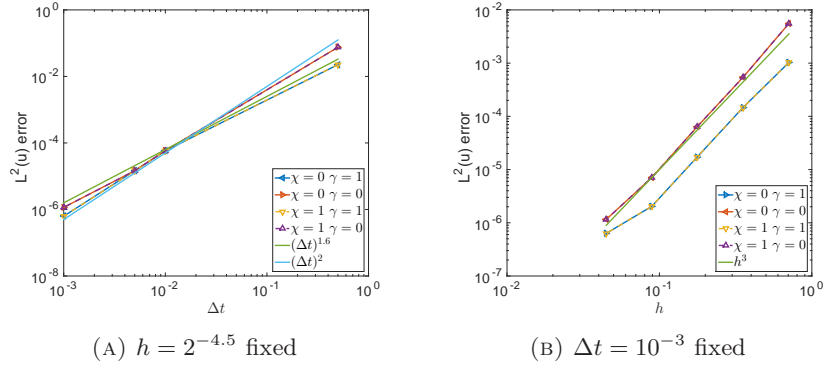 10^0
10^-2
10^-4
10^-6
10^-8
L^2(u) error
10^-3
10^-2
10^-1
10^0
Δt
χ = 0 γ = 1
χ = 0 γ = 0
χ = 1 γ = 1
χ = 1 γ = 0
(Δt)^1.6
(Δt)^2
(A) h = 2^-4.5 fixed
10^-2
10^-3
10^-4
10^-5
10^-6
10^-7
L^2(u) error
10^-2
10^-1
10^0
h
χ = 0 γ = 1
χ = 0 γ = 0
χ = 1 γ = 1
χ = 1 γ = 0
h^3
(B) Δt = 10^-3 fixed